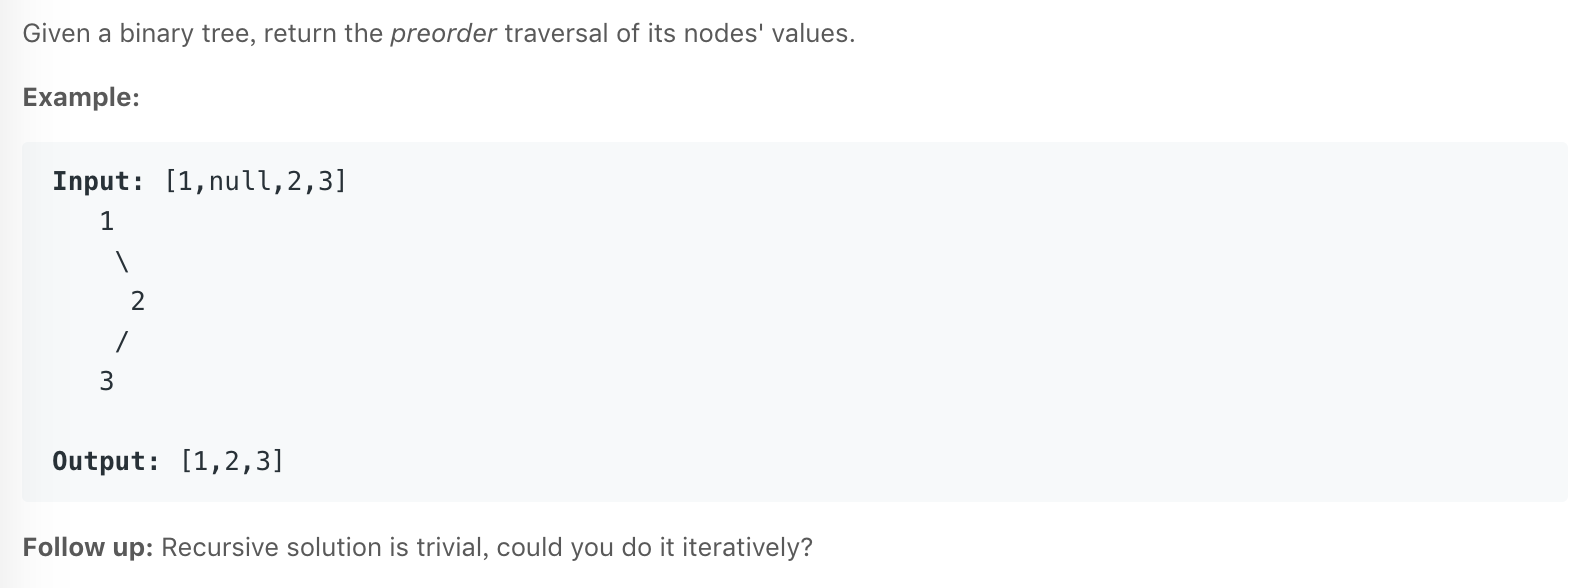 Given a binary tree, return the preorder traversal of its nodes' values.
Example:
Input: [1,null,2,3]
1
\
2
/
3
Output: [1,2,3]
Follow up: Recursive solution is trivial, could you do it iteratively?